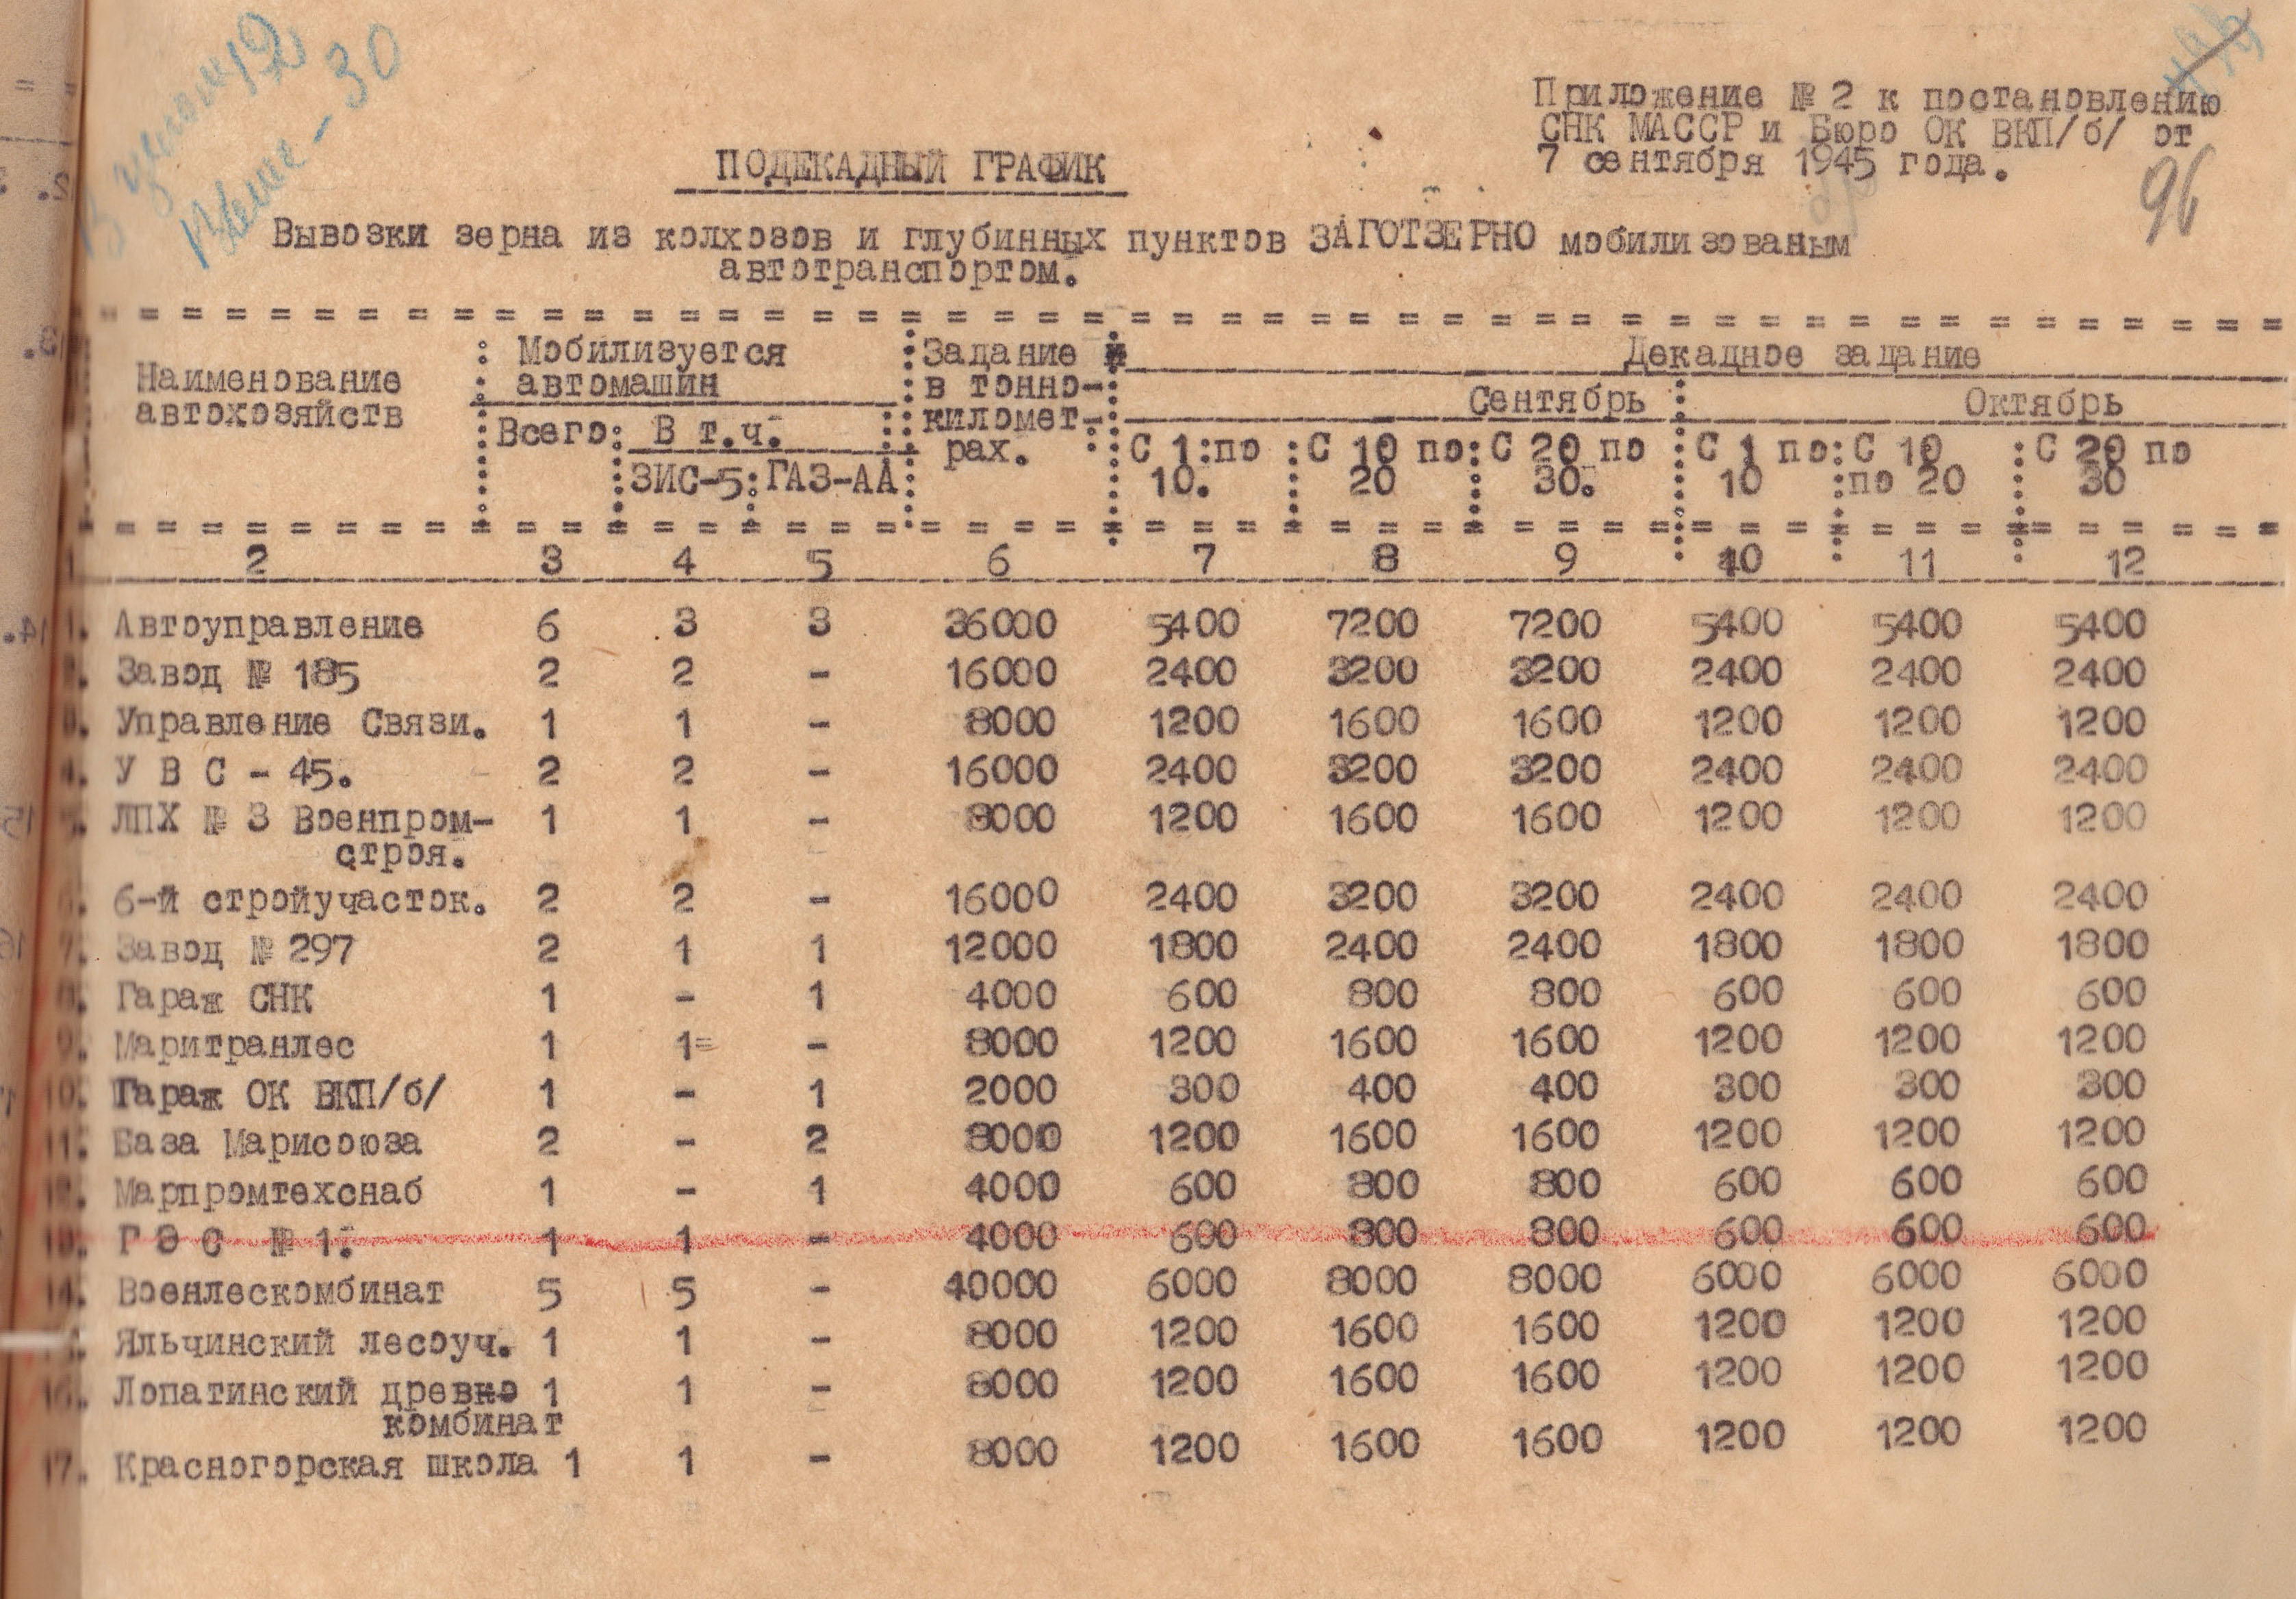 Приложение № 2 к постановлению
СНК МАССР и Бюро ОК ВКП/б/ от
7 сентября 1945 года.
96
ПОДЕКАДНЫЙ ГРАФИК
Вывозки зерна из колхозов и глубинных пунктов ЗАГОТЗЕРНО мобилизованым
автотранспортом.
Наименование автохозяйств : Мобилизуется автомашин : Задание в тонно-километ-рах. : Декадное задание
Сентябрь : Октябрь
Всего: В т.ч.
ЗИС-5: ГАЗ-АА : С 1:по 10. : С 10 по 20 : С 20 по 30. : С 1 по 10 : С 10 по 20 : С 20 по 30
1 2 3 4 5 6 7 8 9 10 11 12
1. Автоуправление 6 3 3 36000 5400 7200 7200 5400 5400 5400
2. Завод № 185 2 2 - 16000 2400 3200 3200 2400 2400 2400
3. Управление Связи. 1 1 - 8000 1200 1600 1600 1200 1200 1200
4. У В С - 45. 2 2 - 16000 2400 3200 3200 2400 2400 2400
5. ЛПХ № 3 Военпром- 1 1 - 8000 1200 1600 1600 1200 1200 1200
строя.
6. 6-й стройучасток. 2 2 - 16000 2400 3200 3200 2400 2400 2400
7. Завод № 297 2 1 1 12000 1800 2400 2400 1800 1800 1800
8. Гараж СНК 1 - 1 4000 600 800 800 600 600 600
9. Маритранлес 1 1 - 8000 1200 1600 1600 1200 1200 1200
10. Гараж ОК ВКП/б/ 1 - 1 2000 300 400 400 300 300 300
11. База Марисоюза 2 - 2 8000 1200 1600 1600 1200 1200 1200
12. Марпромтехснаб 1 - 1 4000 600 800 800 600 600 600
13. Г Э С № 1. 1 1 - 4000 600 800 800 600 600 600
14. Военлескомбинат 5 5 - 40000 6000 8000 8000 6000 6000 6000
15. Яльчинский лесоуч. 1 1 - 8000 1200 1600 1600 1200 1200 1200
16. Лопатинский древко 1 1 - 8000 1200 1600 1600 1200 1200 1200
комбинат
17. Красногорская школа 1 1 - 8000 1200 1600 1600 1200 1200 1200